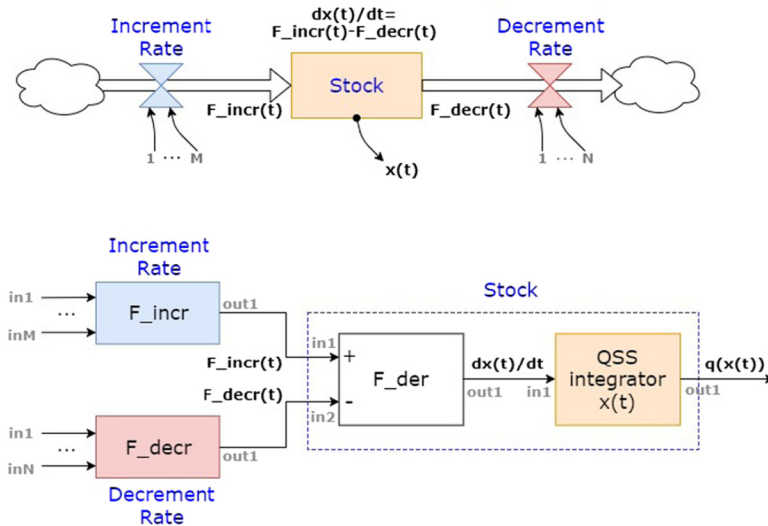 Increment
Rate
dx(t)/dt=
F_incr(t)-F_decr(t)
Decrement
Rate
Stock
F_incr(t)
F_decr(t)
1 ... M
x(t)
1 ... N
Increment
Rate
in1
...
inM
F_incr
out1
Stock
F_incr(t)
in1
+
F_der
dx(t)/dt
out1
in1
QSS
integrator
x(t)
q(x(t))
out1
F_decr(t)
-
in2
in1
...
inN
F_decr
out1
Decrement
Rate